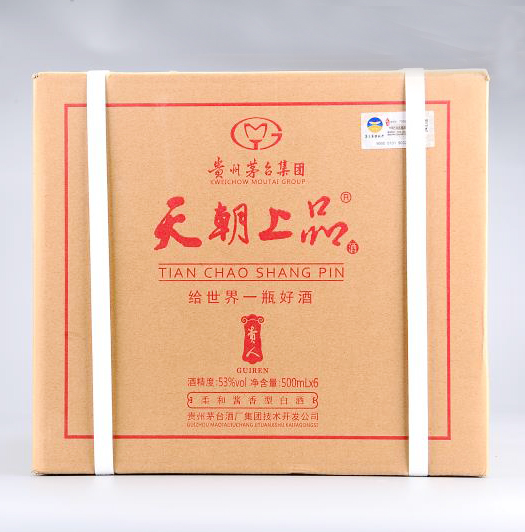 贵州茅台集团
KWEICHOW MOUTAI GROUP
天朝上品®
酒
TIAN CHAO SHANG PIN
给世界一瓶好酒
贵人
GUIREN
酒精度:53%vol 净含量:500mLx6
柔和酱香型白酒
贵州茅台酒厂集团技术开发公司